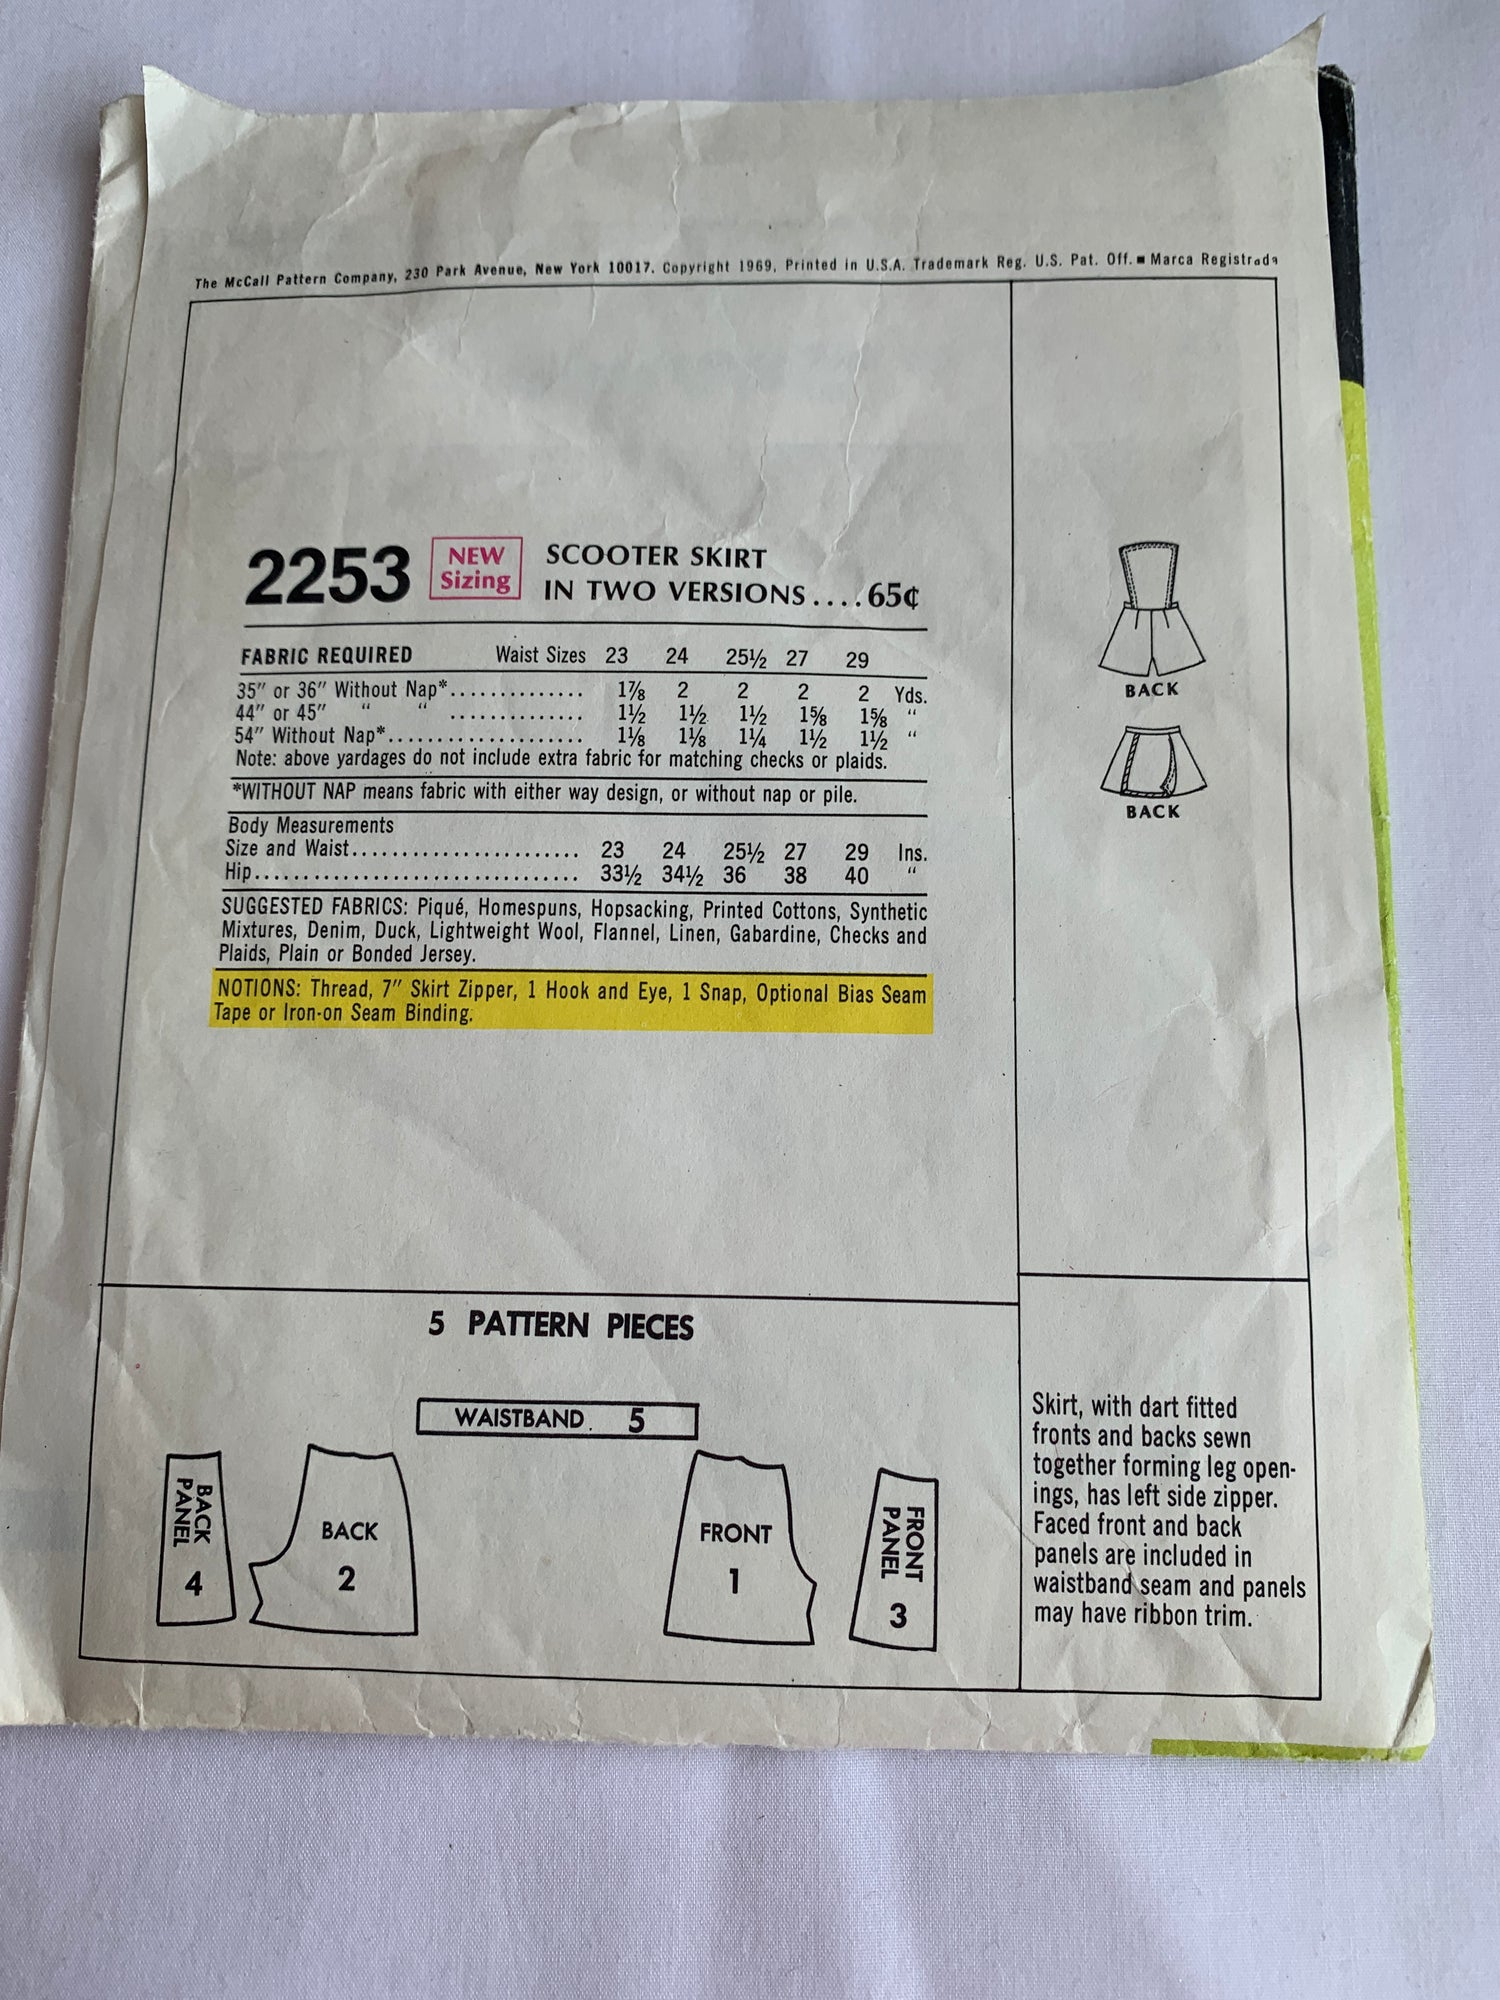 The McCall Pattern Company, 230 Park Avenue, New York 10017. Copyright 1969, Printed in U.S.A. Trademark Reg. U.S. Pat. Off. ■ Marca Registrada
2253 NEW Sizing SCOOTER SKIRT
IN TWO VERSIONS....65¢
FABRIC REQUIRED Waist Sizes 23 24 25½ 27 29
35" or 36" Without Nap*.............. 1⅞ 2 2 2 2 Yds.
44" or 45" " " .............. 1½ 1½ 1½ 1⅝ 1⅝ "
54" Without Nap*.................... 1⅛ 1⅛ 1¼ 1½ 1½ "
Note: above yardages do not include extra fabric for matching checks or plaids.
*WITHOUT NAP means fabric with either way design, or without nap or pile.
Body Measurements
Size and Waist........................ 23 24 25½ 27 29 Ins.
Hip.................................. 33½ 34½ 36 38 40 "
SUGGESTED FABRICS: Piqué, Homespuns, Hopsacking, Printed Cottons, Synthetic
Mixtures, Denim, Duck, Lightweight Wool, Flannel, Linen, Gabardine, Checks and
Plaids, Plain or Bonded Jersey.
NOTIONS: Thread, 7" Skirt Zipper, 1 Hook and Eye, 1 Snap, Optional Bias Seam
Tape or Iron-on Seam Binding.
BACK
BACK
5 PATTERN PIECES
WAISTBAND. 5
BACK PANEL 4
BACK 2
FRONT 1
FRONT PANEL 3
Skirt, with dart fitted
fronts and backs sewn
together forming leg open-
ings, has left side zipper.
Faced front and back
panels are included in
waistband seam and panels
may have ribbon trim.